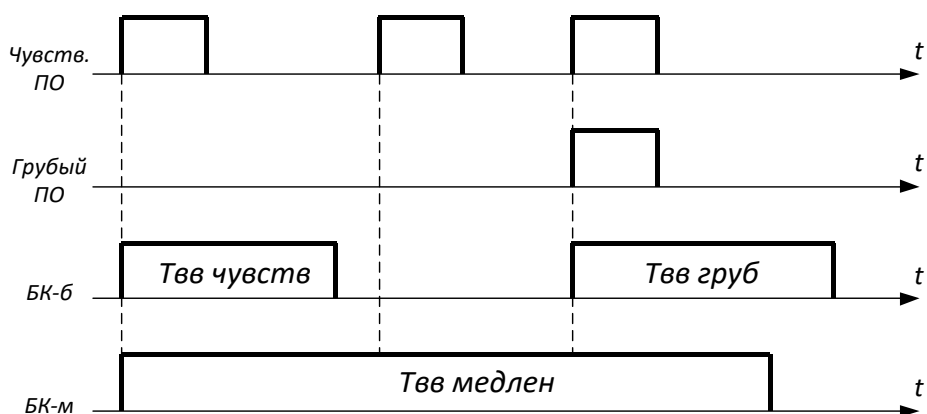 Чувств.
ПО
t
Грубый
ПО
t
БК-б
Твв чувств
Твв груб
t
БК-м
Твв медлен
t